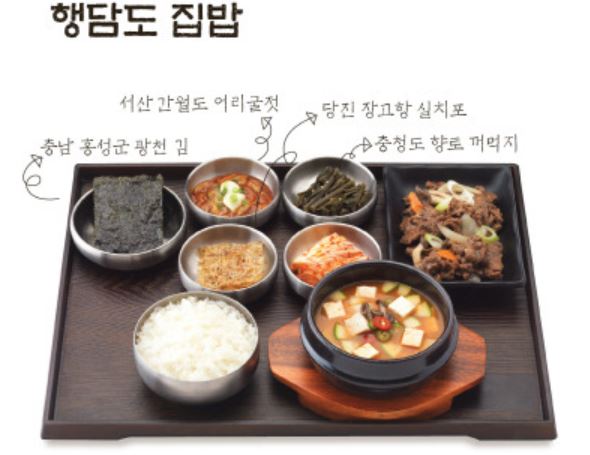 행담도 집밥
서산 간월도 어리굴젓
당진 장고항 실치포
충남 홍성군 광천 김
충청도 향토 꺼먹지